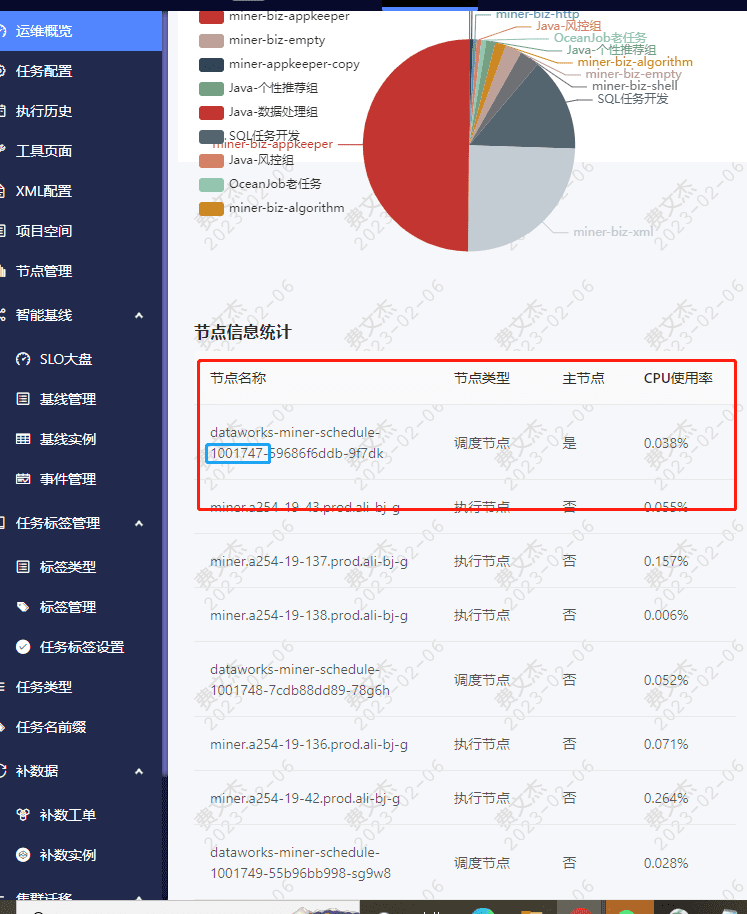 运维概览
任务配置
执行历史
工具页面
XML配置
项目空间
节点管理
智能基线
SLO大盘
基线管理
基线实例
事件管理
任务标签管理
标签类型
标签管理
任务标签设置
任务类型
任务名前缀
补数据
补数工单
补数实例
集群迁移
miner-biz-appkeeper
miner-biz-empty
miner-appkeeper-copy
Java-个性推荐组
Java-数据处理组
SQL任务开发
Java-风控组
OceanJob老任务
miner-biz-algorithm
miner-biz-appkeeper
miner-biz-http
Java-风控组
OceanJob老任务
Java-个性推荐组
miner-biz-algorithm
miner-biz-empty
miner-biz-shell
SQL任务开发
miner-biz-xml
节点信息统计
节点名称 节点类型 主节点 CPU使用率
dataworks-miner-schedule-
1001747-59686f6ddb-9f7dk 调度节点 是 0.038%
miner.a254-19-43.prod.ali-bj-g 执行节点 否 0.055%
miner.a254-19-137.prod.ali-bj-g 执行节点 否 0.157%
miner.a254-19-138.prod.ali-bj-g 执行节点 否 0.006%
dataworks-miner-schedule-
1001748-7cdb88dd89-78g6h 调度节点 否 0.052%
miner.a254-19-136.prod.ali-bj-g 执行节点 否 0.071%
miner.a254-19-42.prod.ali-bj-g 执行节点 否 0.264%
dataworks-miner-schedule-
1001749-55b96bb998-sg9w8 调度节点 否 0.028%
费文杰
2023-02-06